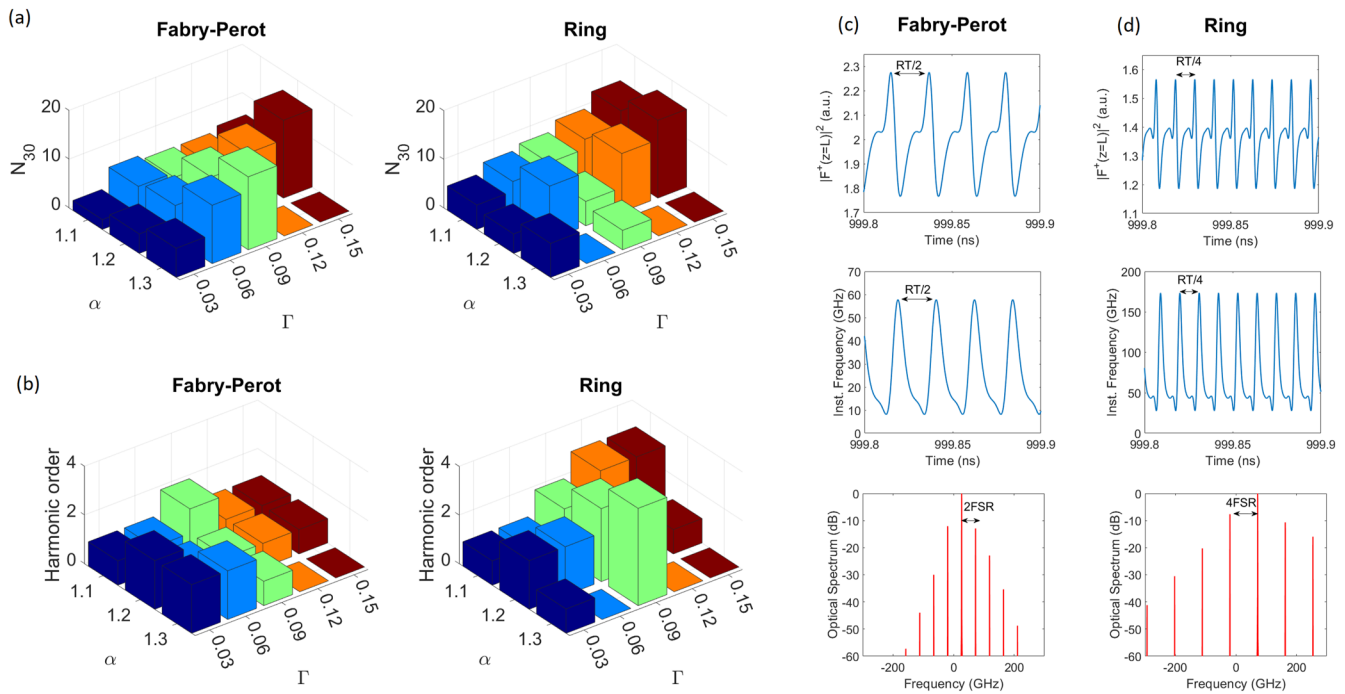 (a)
Fabry-Perot
Ring
N30
20
10
0
1.1
1.2
1.3
α
0.03
0.06
0.09
0.12
0.15
Γ
N30
20
10
0
1.1
1.2
1.3
α
0.03
0.06
0.09
0.12
0.15
Γ
(b)
Fabry-Perot
Ring
Harmonic order
4
2
0
1.1
1.2
1.3
α
0.03
0.06
0.09
0.12
0.15
Γ
Harmonic order
4
2
0
1.1
1.2
1.3
α
0.03
0.06
0.09
0.12
0.15
Γ
(c)
Fabry-Perot
|F+(z=L)|2 (a.u.)
2.3
2.2
2.1
2.0
1.9
1.8
1.7
RT/2
999.8 999.85 999.9
Time (ns)
Inst. Frequency (GHz)
70
60
50
40
30
20
10
0
RT/2
999.8 999.85 999.9
Time (ns)
Optical Spectrum (dB)
0
-10
-20
-30
-40
-50
-60
2FSR
-200 0 200
Frequency (GHz)
(d)
Ring
|F+(z=L)|2 (a.u.)
1.6
1.5
1.4
1.3
1.2
1.1
RT/4
999.8 999.85 999.9
Time (ns)
Inst. Frequency (GHz)
200
150
100
50
0
RT/4
999.8 999.85 999.9
Time (ns)
Optical Spectrum (dB)
0
-10
-20
-30
-40
-50
-60
4FSR
-200 0 200
Frequency (GHz)